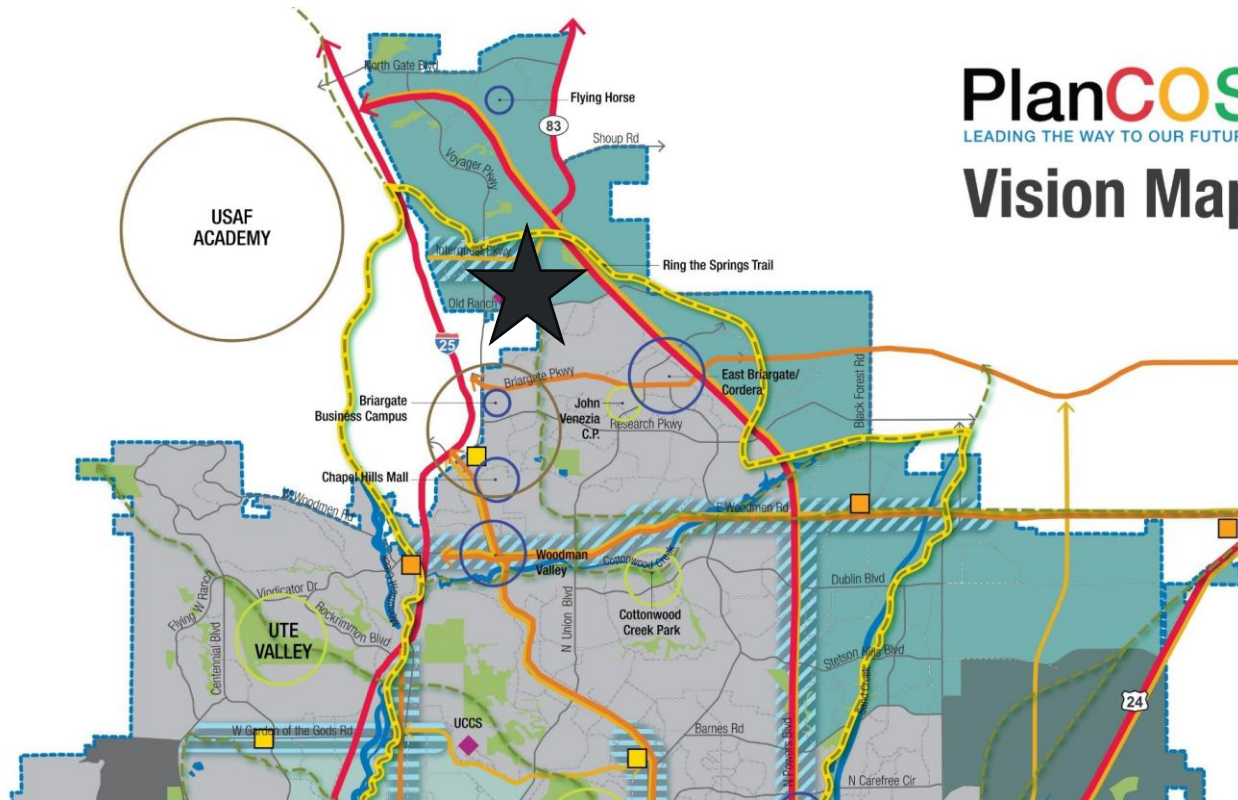 PlanCOS
LEADING THE WAY TO OUR FUTUR
Vision Map
North Gate Blvd
Flying Horse
83
Shoup Rd
Voyager Pkwy
USAF
ACADEMY
Interquest Pkwy
Ring the Springs Trail
Old Ranch
25
Briargate Pkwy
East Briargate/
Cordera
Black Forest Rd
Briargate
Business Campus
John
Venezia
C.P.
Research Pkwy
Chapel Hills Mall
W Woodmen Rd
E Woodmen Rd
Woodman
Valley
Cottonwood Creek
Flying W Ranch
Vindicator Dr
Dublin Blvd
Rockrimmon Blvd
Cottonwood
Creek Park
UTE
VALLEY
N Union Blvd
Centennial Blvd
Stetson Hills Blvd
24
UCCS
W Garden of the Gods Rd
Barnes Rd
N Powers Blvd
N Carefree Cir